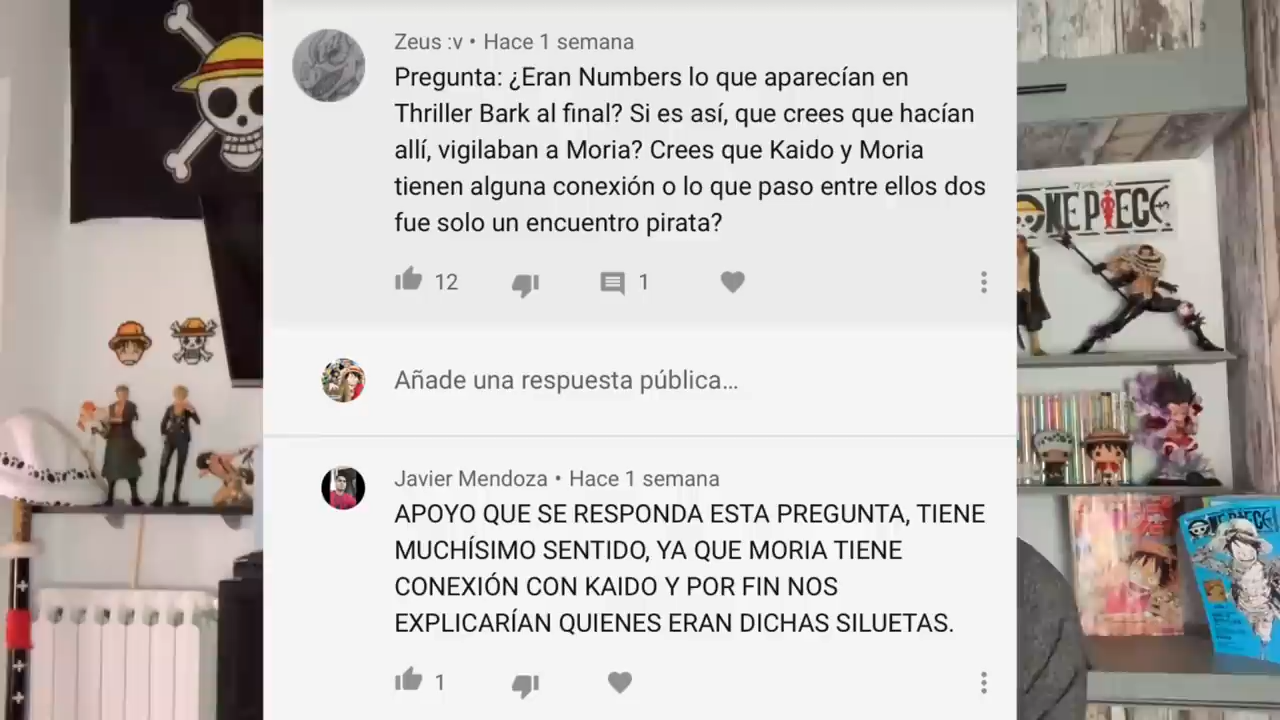 Zeus :v • Hace 1 semana
Pregunta: ¿Eran Numbers lo que aparecían en
Thriller Bark al final? Si es así, que crees que hacían
allí, vigilaban a Moria? Crees que Kaido y Moria
tienen alguna conexión o lo que paso entre ellos dos
fue solo un encuentro pirata?
12
1
Añade una respuesta pública...
Javier Mendoza • Hace 1 semana
APOYO QUE SE RESPONDA ESTA PREGUNTA, TIENE
MUCHÍSIMO SENTIDO, YA QUE MORIA TIENE
CONEXIÓN CON KAIDO Y POR FIN NOS
EXPLICARÍAN QUIENES ERAN DICHAS SILUETAS.
1
ONE PIECE
ONE PIECE